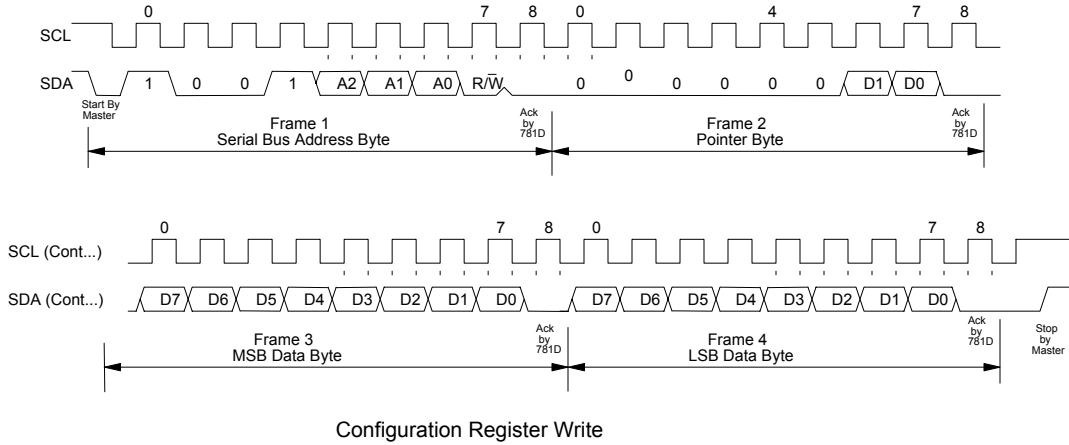 0 7 8 0 4 7 8
SCL
SDA 1 0 0 1 A2 A1 A0 R/W̅ 0 0 0 0 0 0 D1 D0
Start By
Master
Ack
by
781D
Ack
by
781D
Frame 1
Serial Bus Address Byte
Frame 2
Pointer Byte
0 7 8 0 7 8
SCL (Cont...)
SDA (Cont...) D7 D6 D5 D4 D3 D2 D1 D0 D7 D6 D5 D4 D3 D2 D1 D0
Ack
by
781D
Ack
by
781D
Stop
by
Master
Frame 3
MSB Data Byte
Frame 4
LSB Data Byte
Configuration Register Write